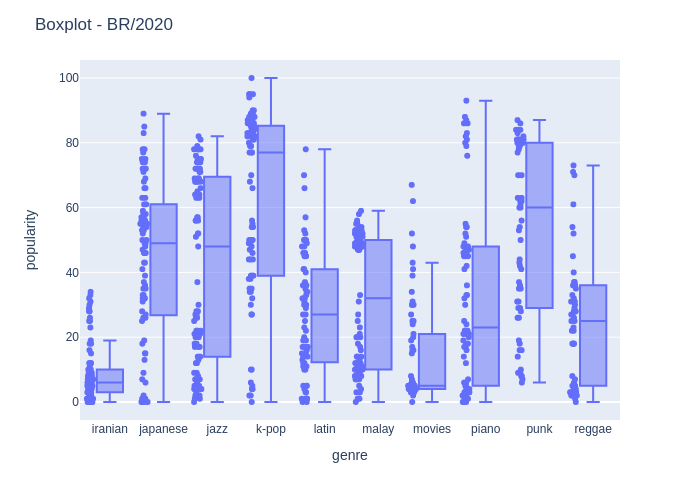 Boxplot - BR/2020
100
80
60
40
20
0
popularity
iranian japanese jazz k-pop latin malay movies piano punk reggae
genre